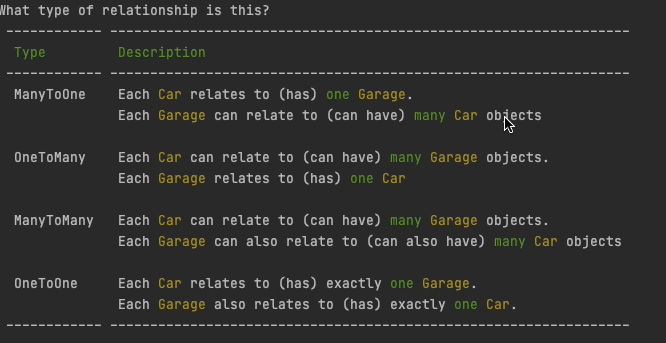 What type of relationship is this?
------------ -----------------------------------------------------------------
Type Description
------------ -----------------------------------------------------------------
ManyToOne Each Car relates to (has) one Garage.
Each Garage can relate to (can have) many Car objects
OneToMany Each Car can relate to (can have) many Garage objects.
Each Garage relates to (has) one Car
ManyToMany Each Car can relate to (can have) many Garage objects.
Each Garage can also relate to (can also have) many Car objects
OneToOne Each Car relates to (has) exactly one Garage.
Each Garage also relates to (has) exactly one Car.
------------ -----------------------------------------------------------------